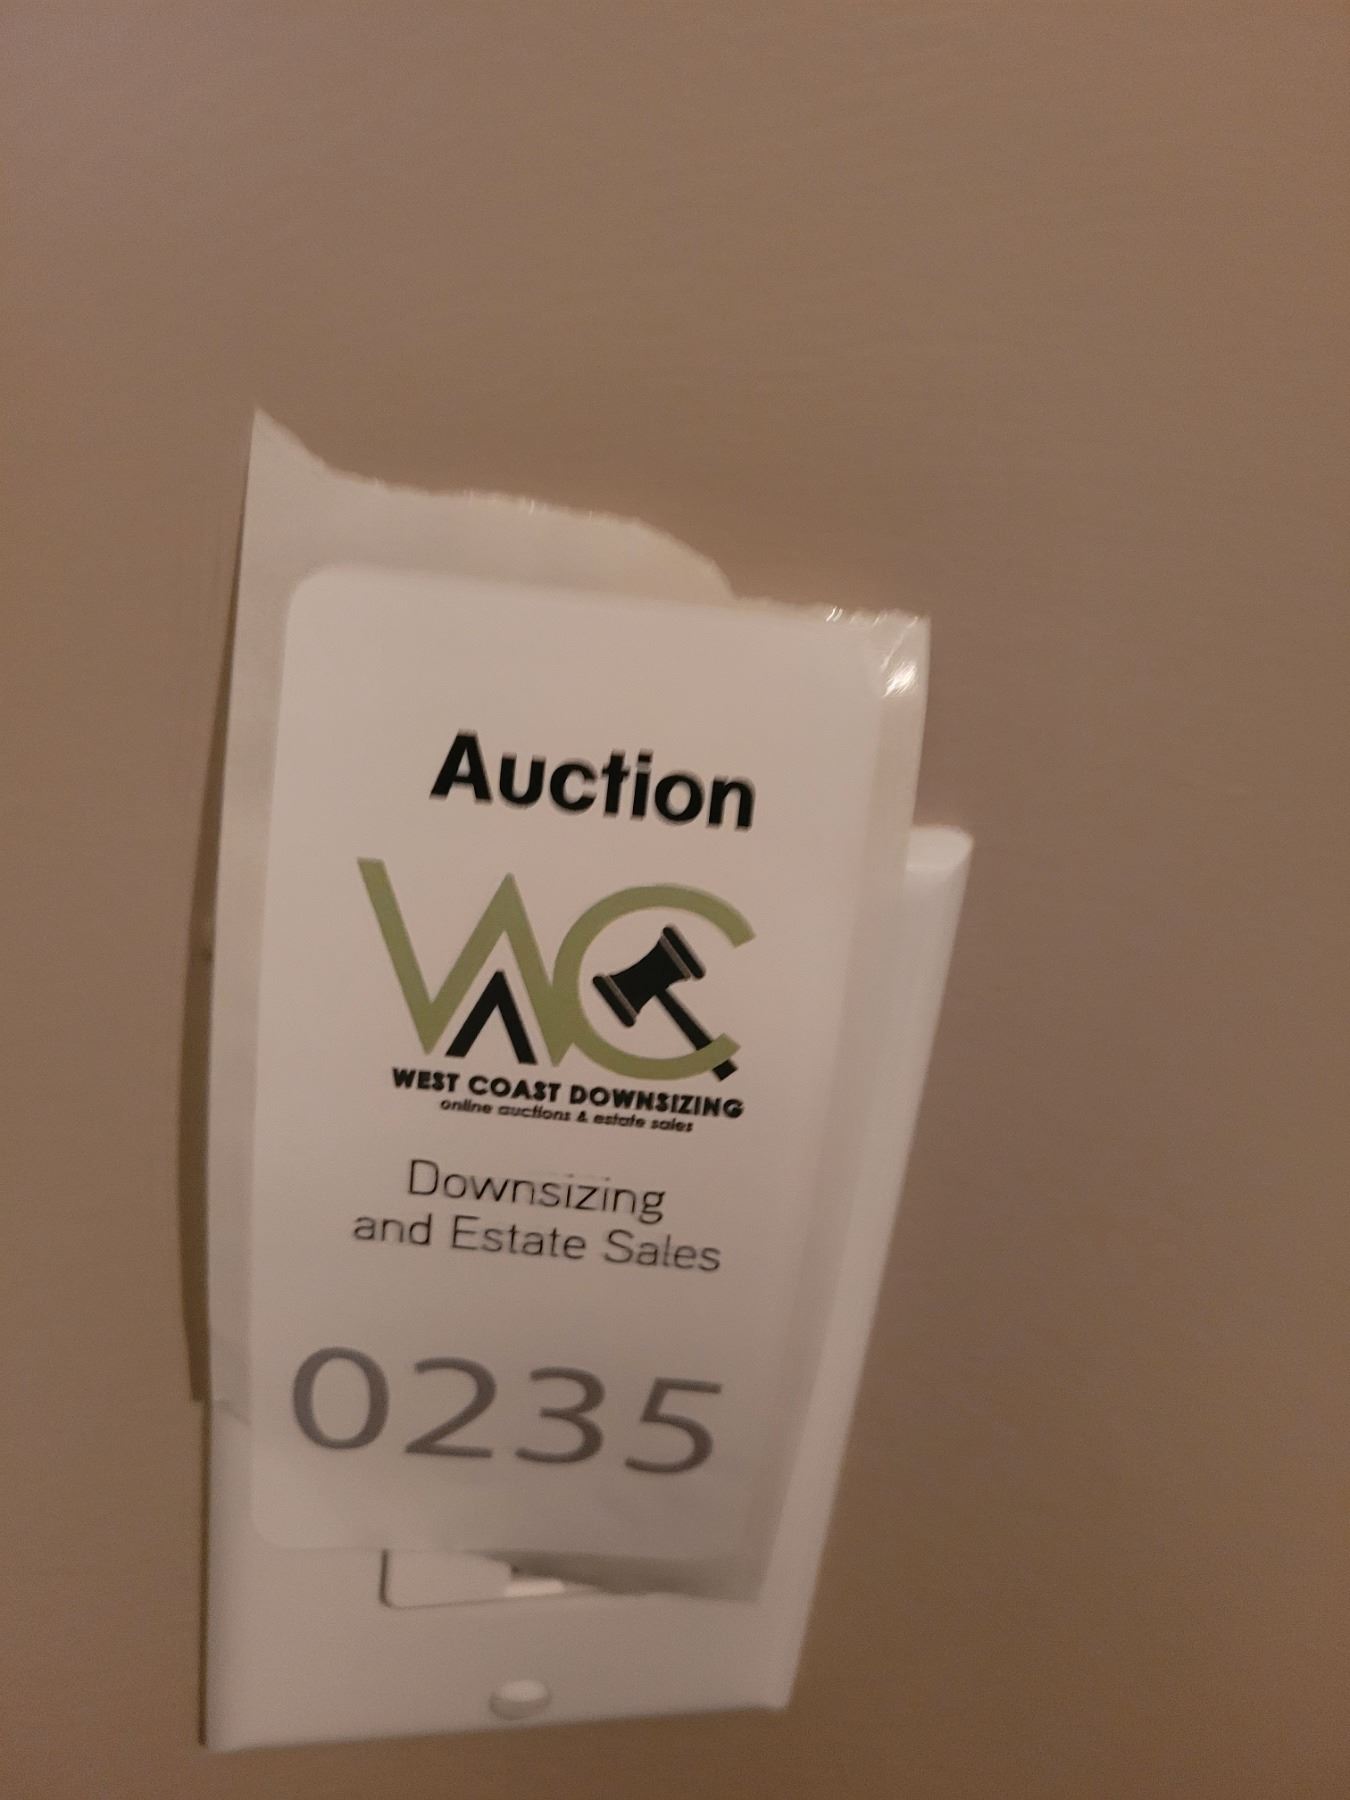 Auction
WC
WEST COAST DOWNSIZING
online auctions & estate sales
Downsizing
and Estate Sales
0235